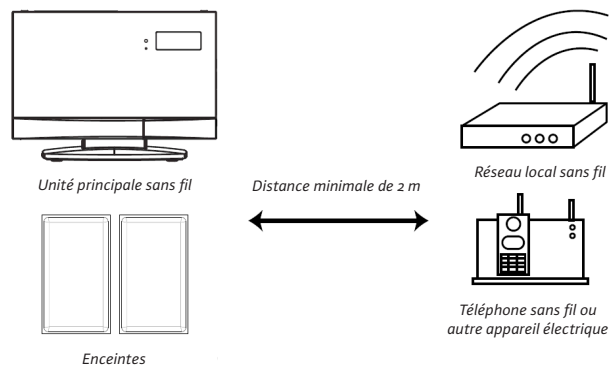 Unité principale sans fil
Distance minimale de 2 m
Réseau local sans fil
Enceintes
Téléphone sans fil ou
autre appareil électrique